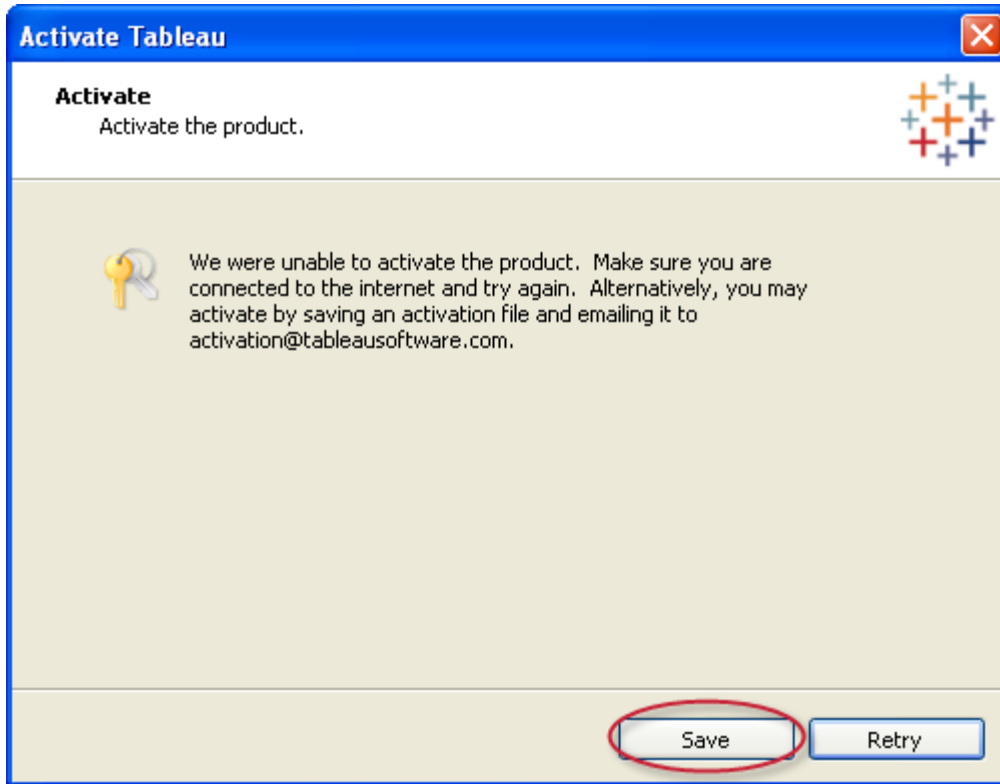 Activate Tableau
Activate
Activate the product.
We were unable to activate the product.  Make sure you are
connected to the internet and try again.  Alternatively, you may
activate by saving an activation file and emailing it to
activation@tableausoftware.com.
Save
Retry